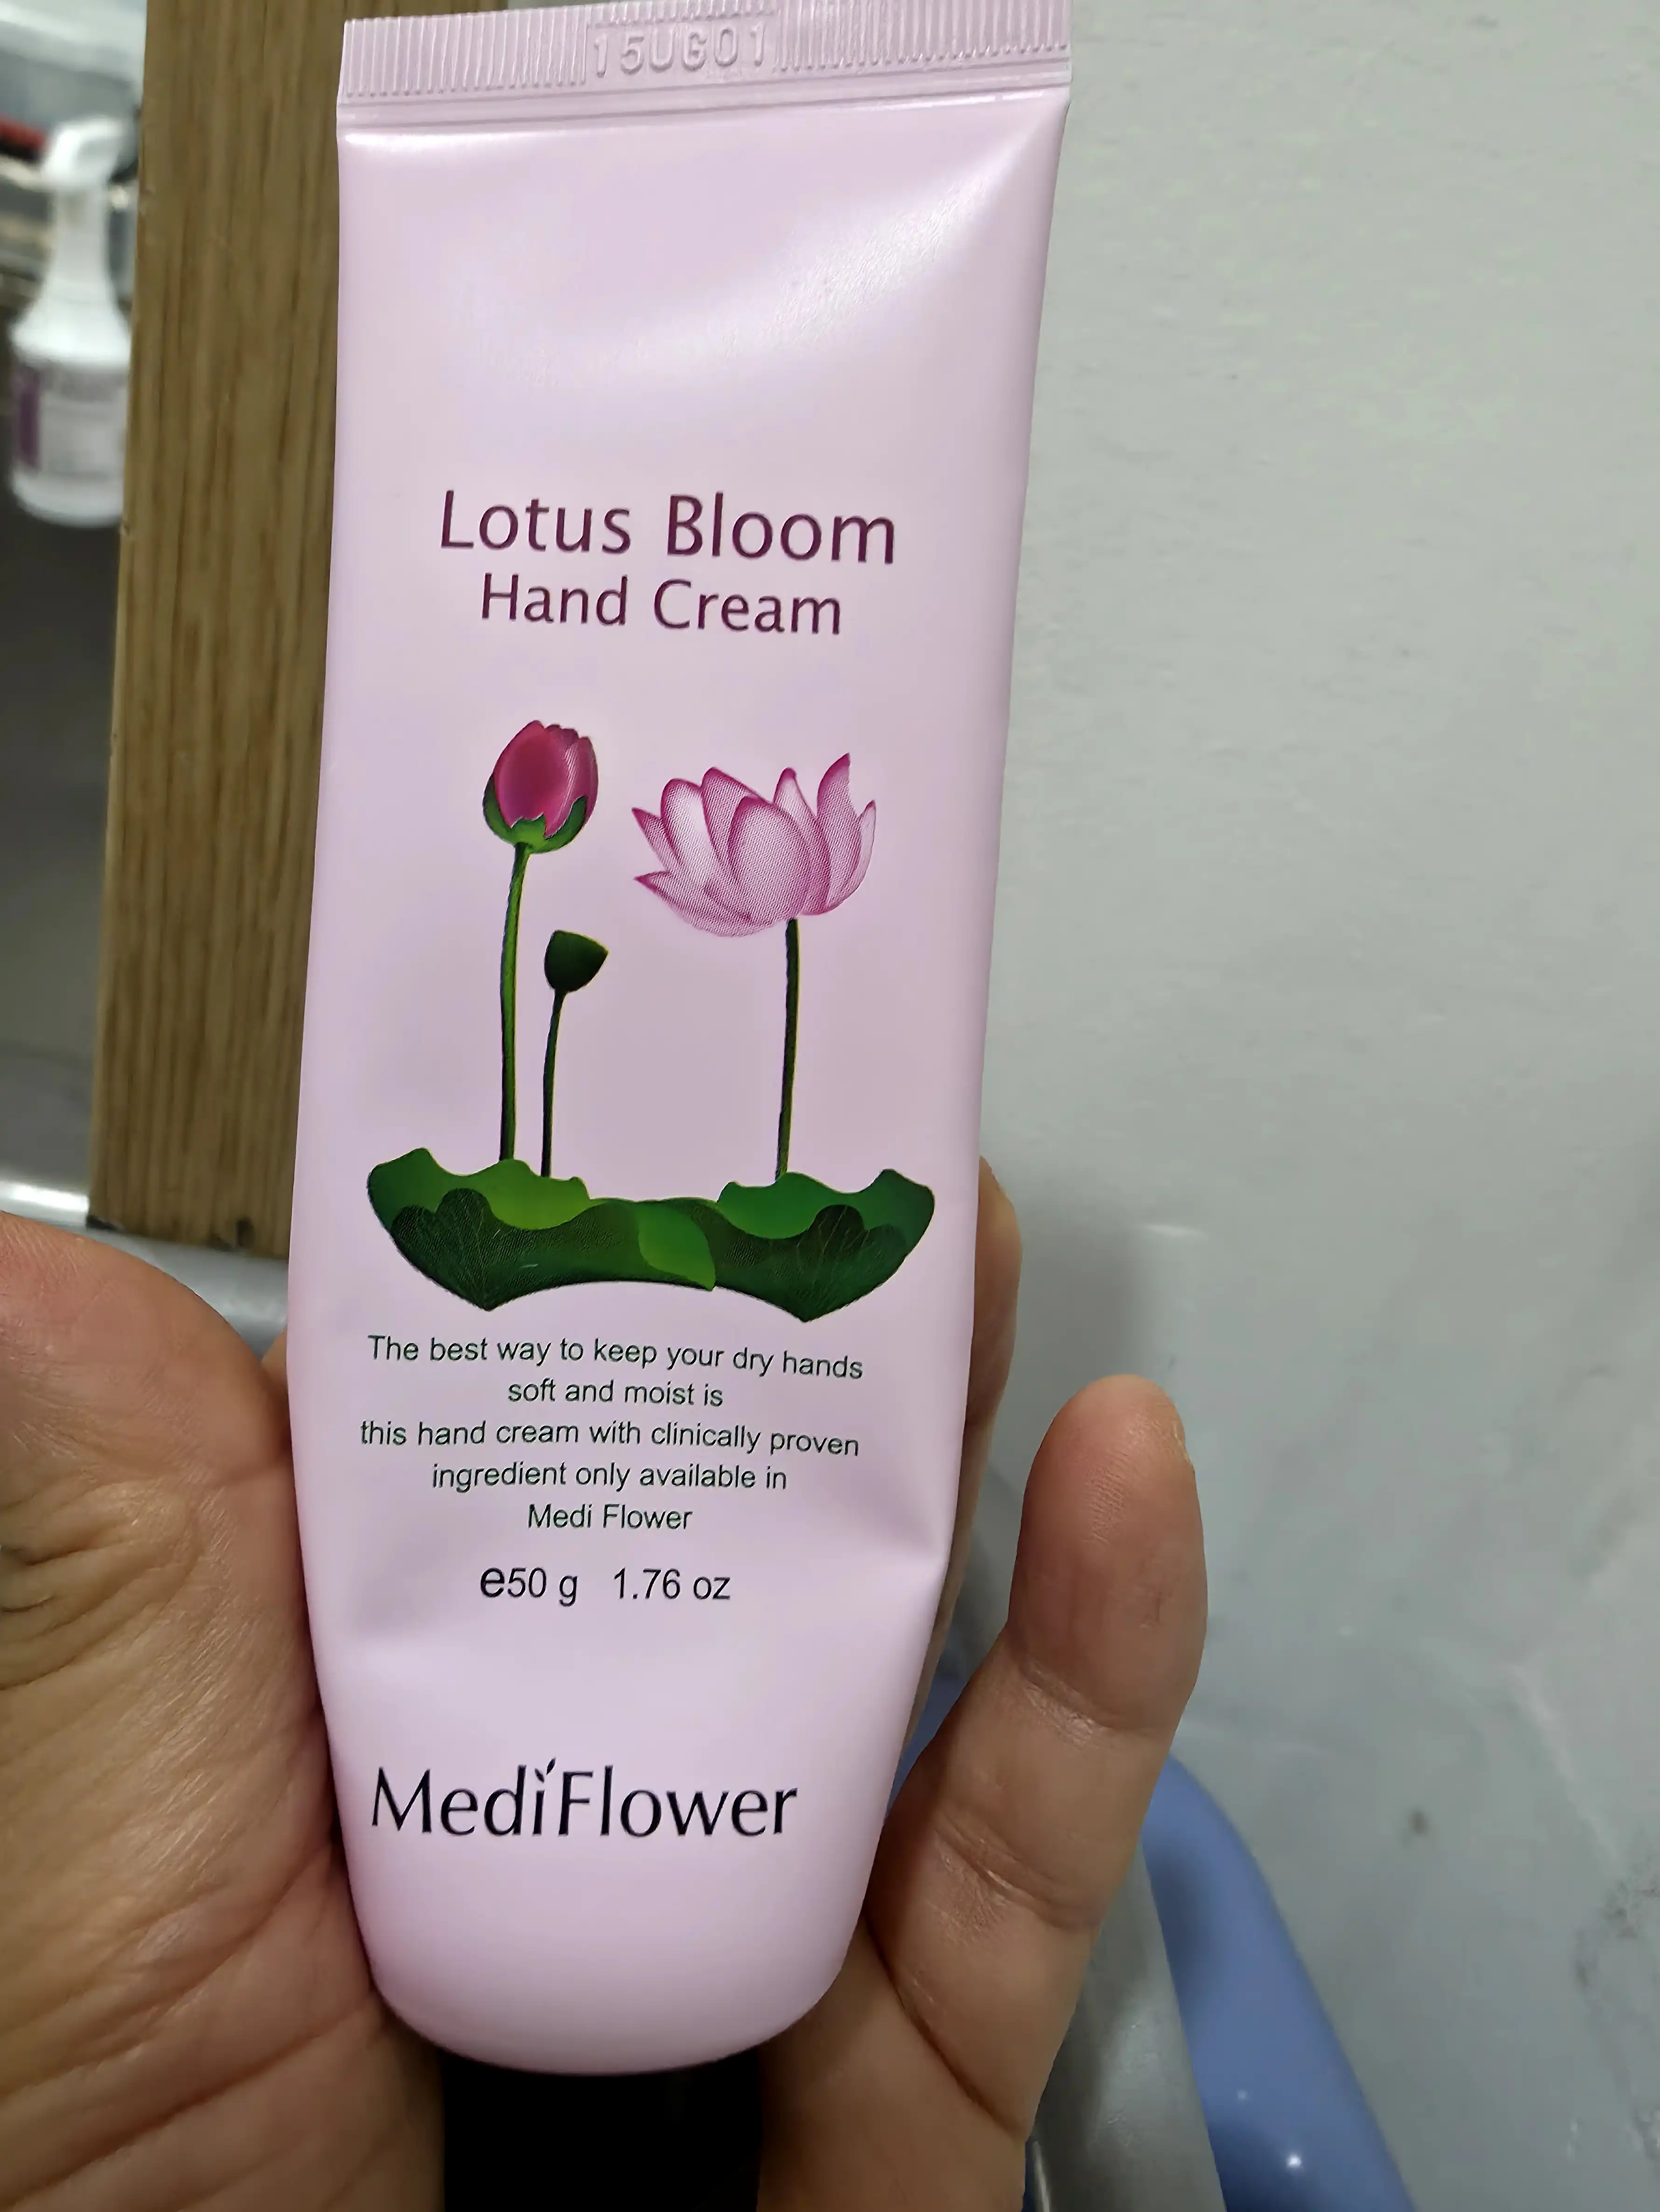 15UG01
Lotus Bloom
Hand Cream
The best way to keep your dry hands
soft and moist is
this hand cream with clinically proven
ingredient only available in
Medi Flower
℮50 g 1.76 oz
MediFlower